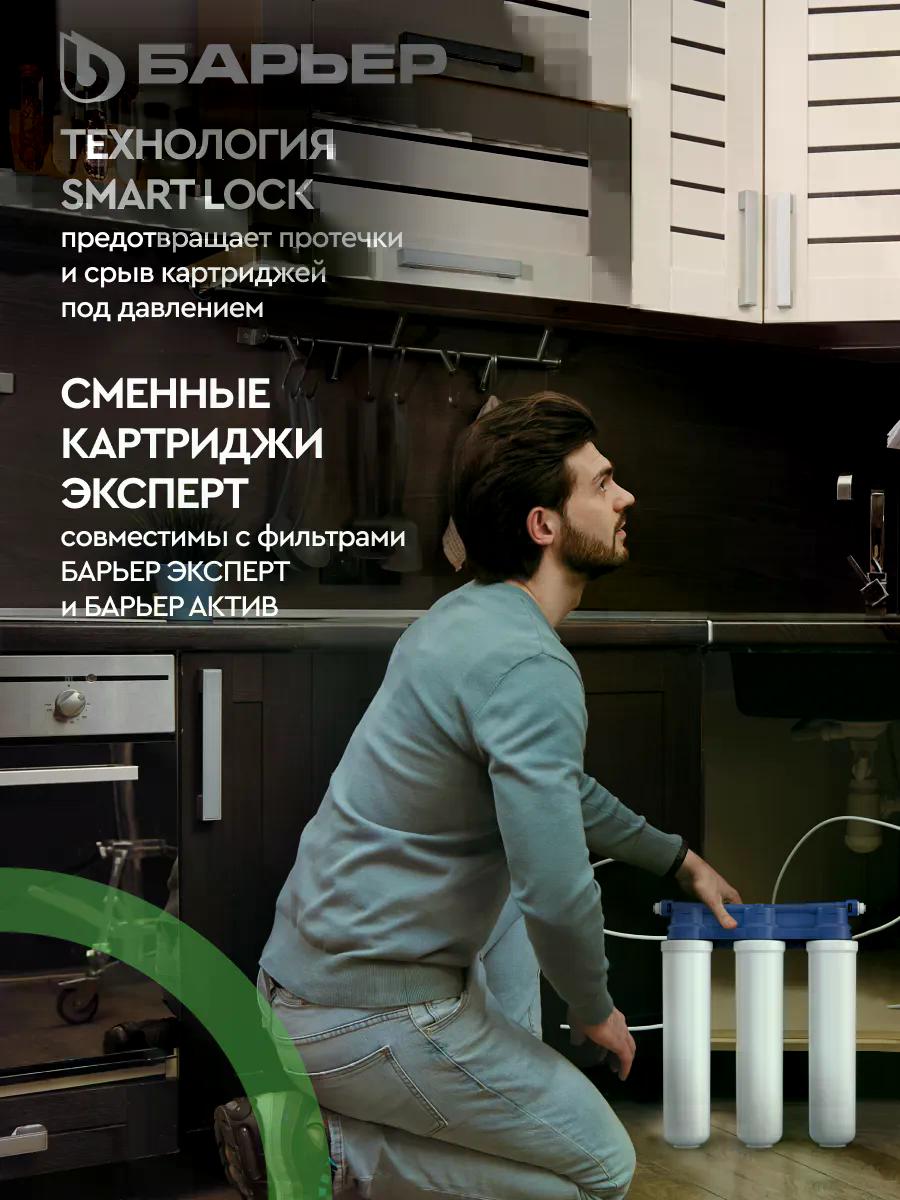 БАРЬЕР
ТЕХНОЛОГИЯ
SMART LOCK
предотвращает протечки
и срыв картриджей
под давлением
СМЕННЫЕ
КАРТРИДЖИ
ЭКСПЕРТ
совместимы с фильтрами
БАРЬЕР ЭКСПЕРТ
и БАРЬЕР АКТИВ